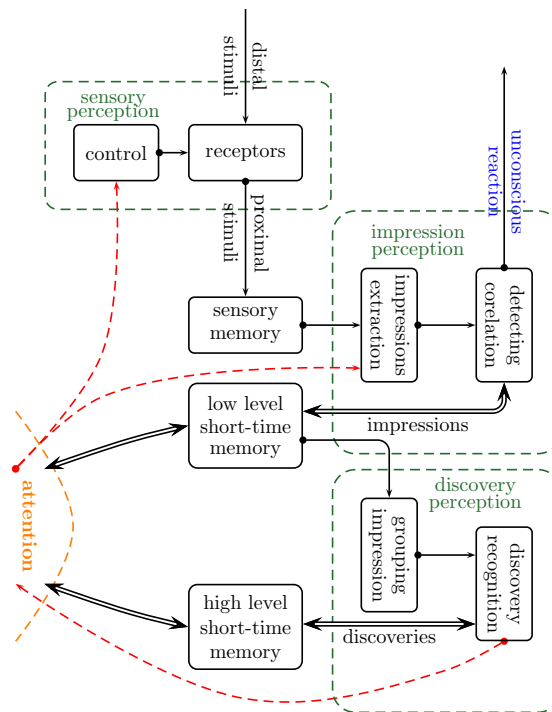 distal
stimuli
sensory
perception
control
receptors
proximal
stimuli
unconscious
reaction
impression
perception
sensory
memory
impressions
extraction
detecting
corelation
low level
short-time
memory
impressions
attention
discovery
perception
grouping
impression
discovery
recognition
high level
short-time
memory
discoveries